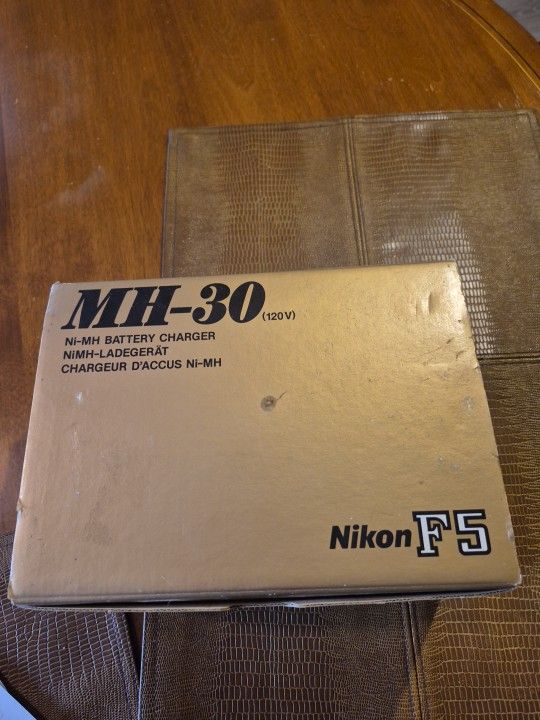 MH-30 (120V)
Ni-MH BATTERY CHARGER
NiMH-LADEGERÄT
CHARGEUR D'ACCUS Ni-MH
Nikon F5